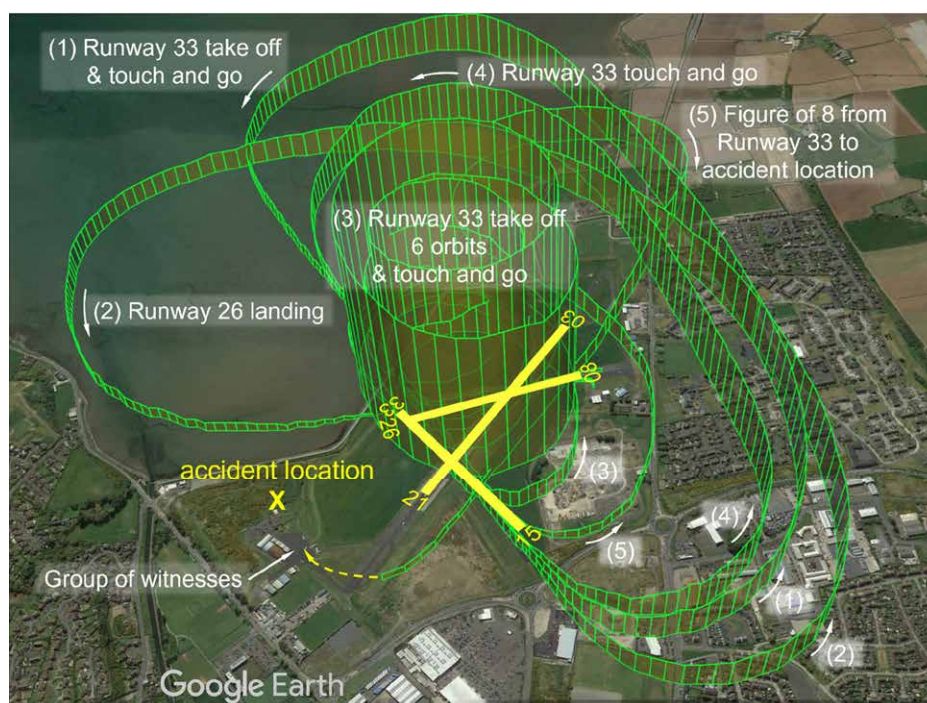 (1) Runway 33 take off
& touch and go
(4) Runway 33 touch and go
(5) Figure of 8 from
Runway 33 to
accident location
(3) Runway 33 take off
6 orbits
& touch and go
(2) Runway 26 landing
03
08
33
26
accident location
X
21
15
(3)
(5)
(4)
(1)
(2)
Group of witnesses
Google Earth